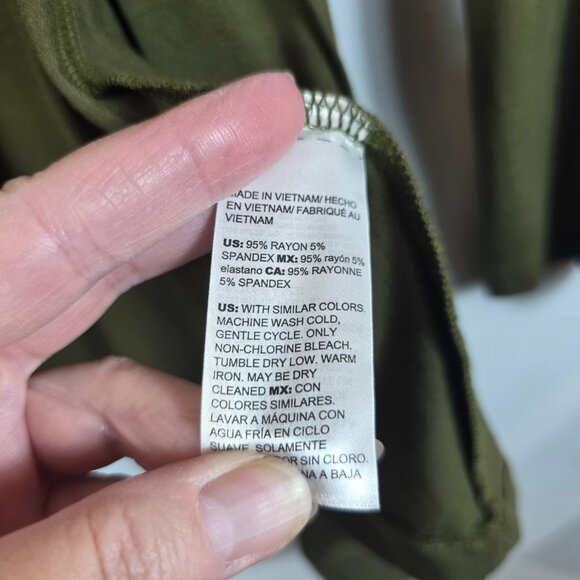 MADE IN VIETNAM/ HECHO
EN VIETNAM/ FABRIQUÉ AU
VIETNAM
US: 95% RAYON 5%
SPANDEX MX: 95% rayón 5%
elastano CA: 95% RAYONNE
5% SPANDEX
US: WITH SIMILAR COLORS,
MACHINE WASH COLD,
GENTLE CYCLE. ONLY
NON-CHLORINE BLEACH.
TUMBLE DRY LOW. WARM
IRON. MAY BE DRY
CLEANED MX: CON
COLORES SIMILARES.
LAVAR A MÁQUINA CON
AGUA FRÍA EN CICLO
SUAVE. SOLAMENTE
SIN CLORO.
A BAJA